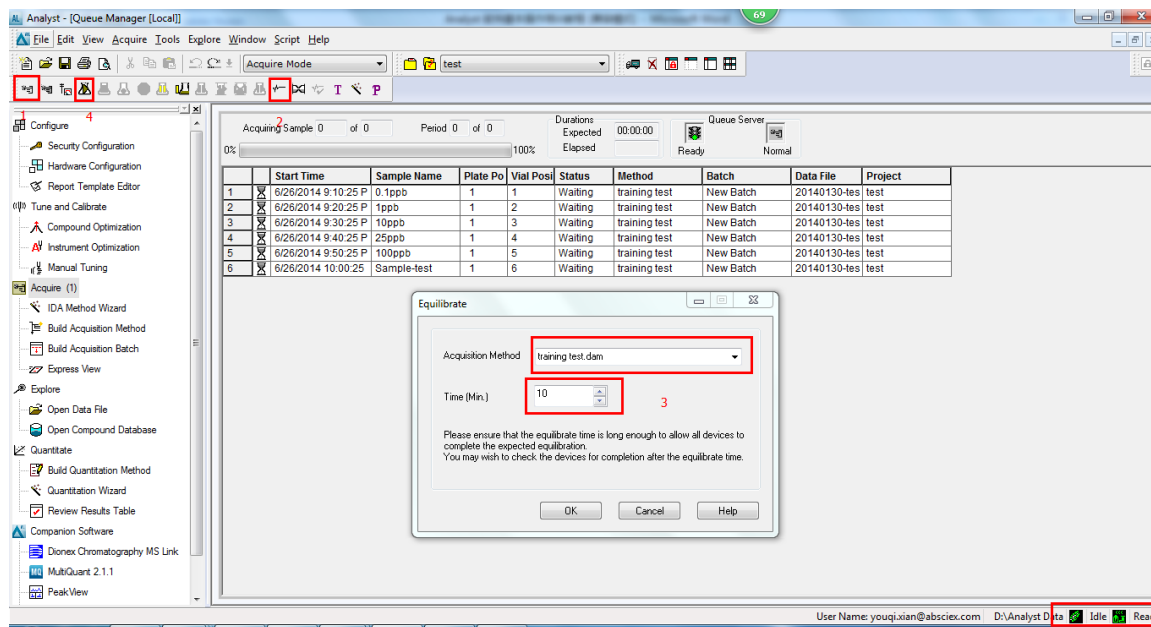 Analyst - [Queue Manager [Local]]
69
File Edit View Acquire Tools Explore Window Script Help
Acquire Mode
test
T
P
1
4
2
Configure
Security Configuration
Hardware Configuration
Report Template Editor
Tune and Calibrate
Compound Optimization
Instrument Optimization
Manual Tuning
Acquire (1)
IDA Method Wizard
Build Acquisition Method
Build Acquisition Batch
Express View
Explore
Open Data File
Open Compound Database
Quantitate
Build Quantitation Method
Quantitation Wizard
Review Results Table
Companion Software
Dionex Chromatography MS Link
MultiQuant 2.1.1
PeakView
Acquiring Sample 0 of 0 Period 0 of 0
0% 100%
Durations
Expected 00:00:00
Elapsed
Queue Server
Ready Normal
Start Time Sample Name Plate Po Vial Posi Status Method Batch Data File Project
1 6/26/2014 9:10:25 P 0.1ppb 1 1 Waiting training test New Batch 20140130-tes test
2 6/26/2014 9:20:25 P 1ppb 1 2 Waiting training test New Batch 20140130-tes test
3 6/26/2014 9:30:25 P 10ppb 1 3 Waiting training test New Batch 20140130-tes test
4 6/26/2014 9:40:25 P 25ppb 1 4 Waiting training test New Batch 20140130-tes test
5 6/26/2014 9:50:25 P 100ppb 1 5 Waiting training test New Batch 20140130-tes test
6 6/26/2014 10:00:25 Sample-test 1 6 Waiting training test New Batch 20140130-tes test
Equilibrate
Acquisition Method training test.dam
Time (Min.) 10
3
Please ensure that the equilibrate time is long enough to allow all devices to
complete the expected equilibration.
You may wish to check the devices for completion after the equilibrate time.
OK Cancel Help
User Name: youqi.xian@absciex.com D:\Analyst Data Idle Rea